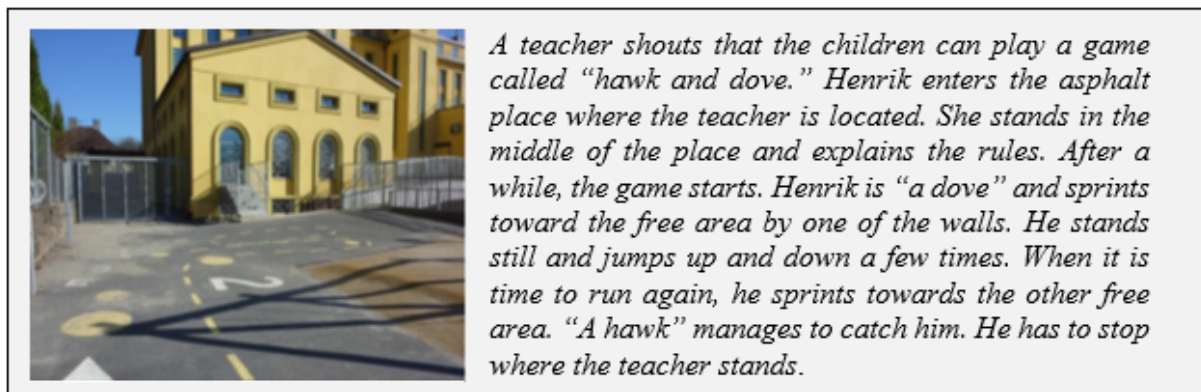 A teacher shouts that the children can play a game
called “hawk and dove.” Henrik enters the asphalt
place where the teacher is located. She stands in the
middle of the place and explains the rules. After a
while, the game starts. Henrik is “a dove” and sprints
toward the free area by one of the walls. He stands
still and jumps up and down a few times. When it is
time to run again, he sprints towards the other free
area. “A hawk” manages to catch him. He has to stop
where the teacher stands.
2